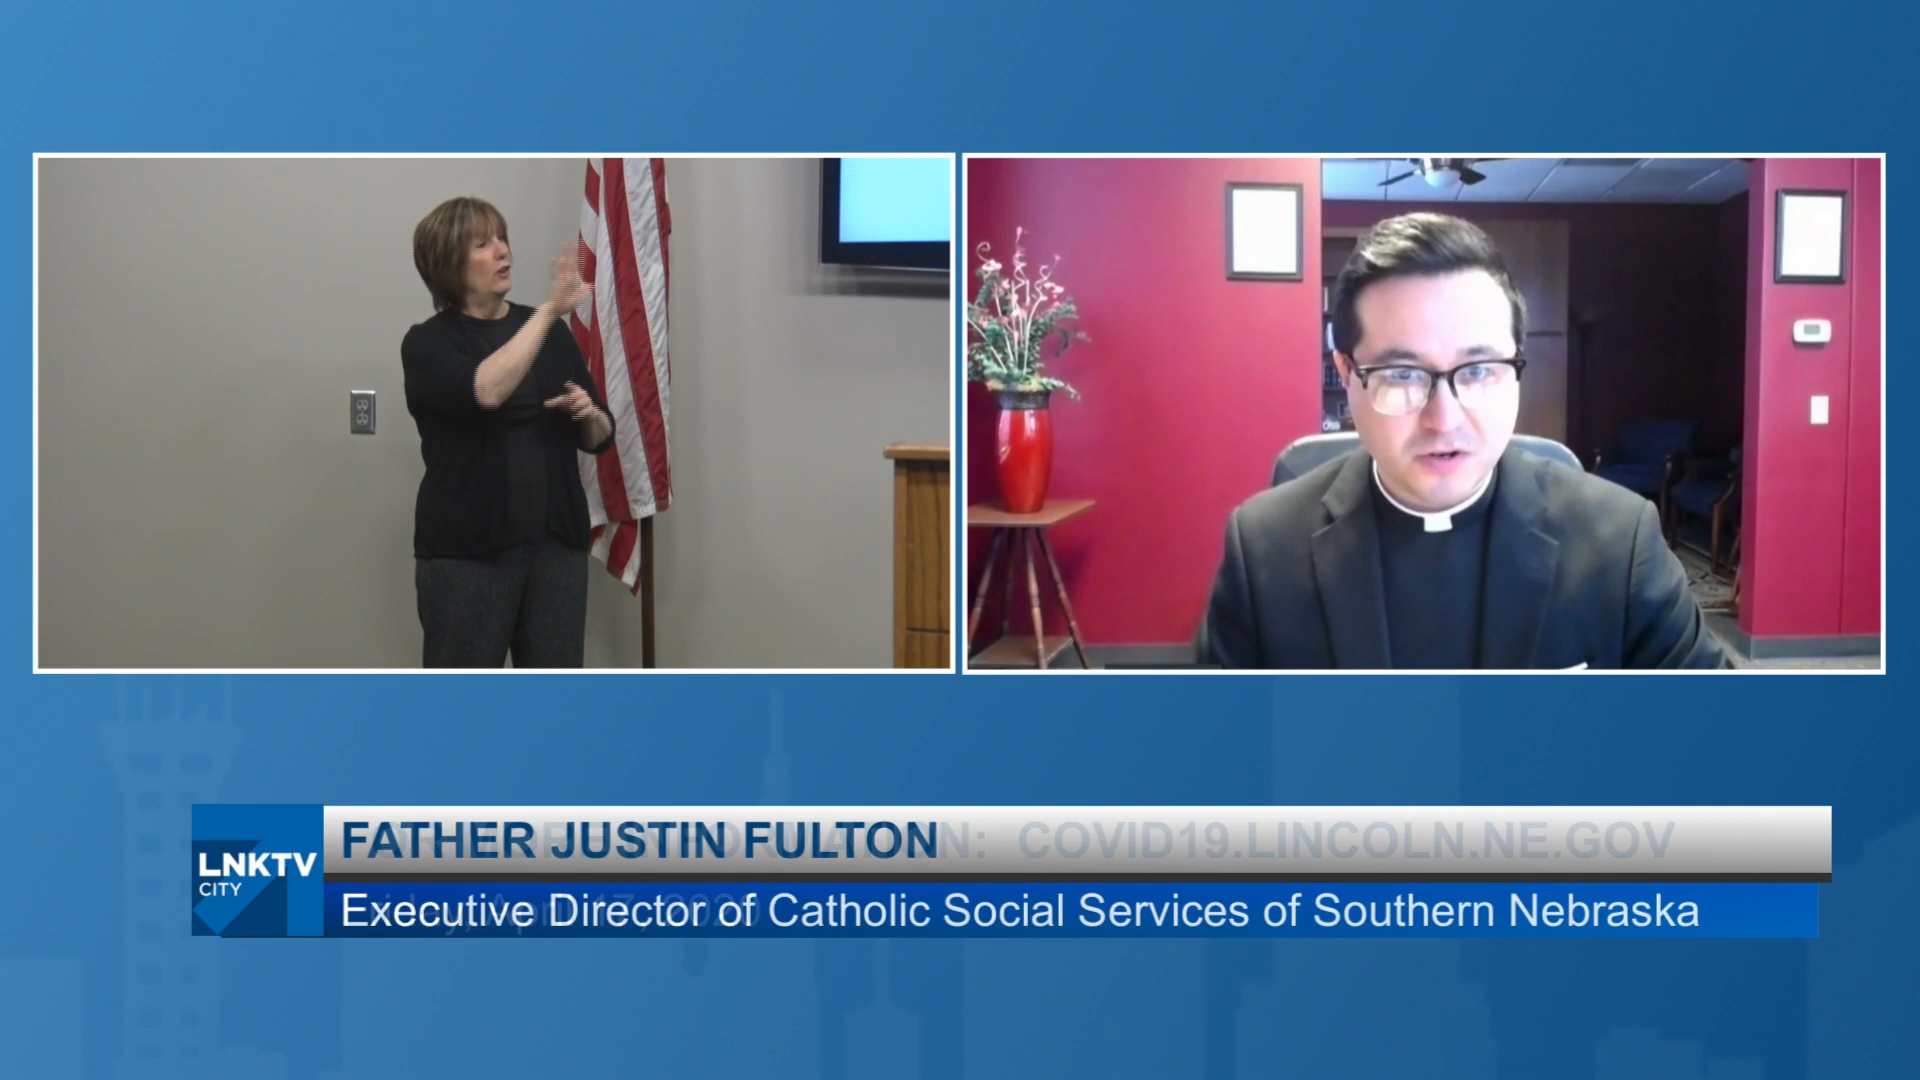 LNKTV
CITY
FATHER JUSTIN FULTON
COVID19.LINCOLN.NE.GOV
Executive Director of Catholic Social Services of Southern Nebraska